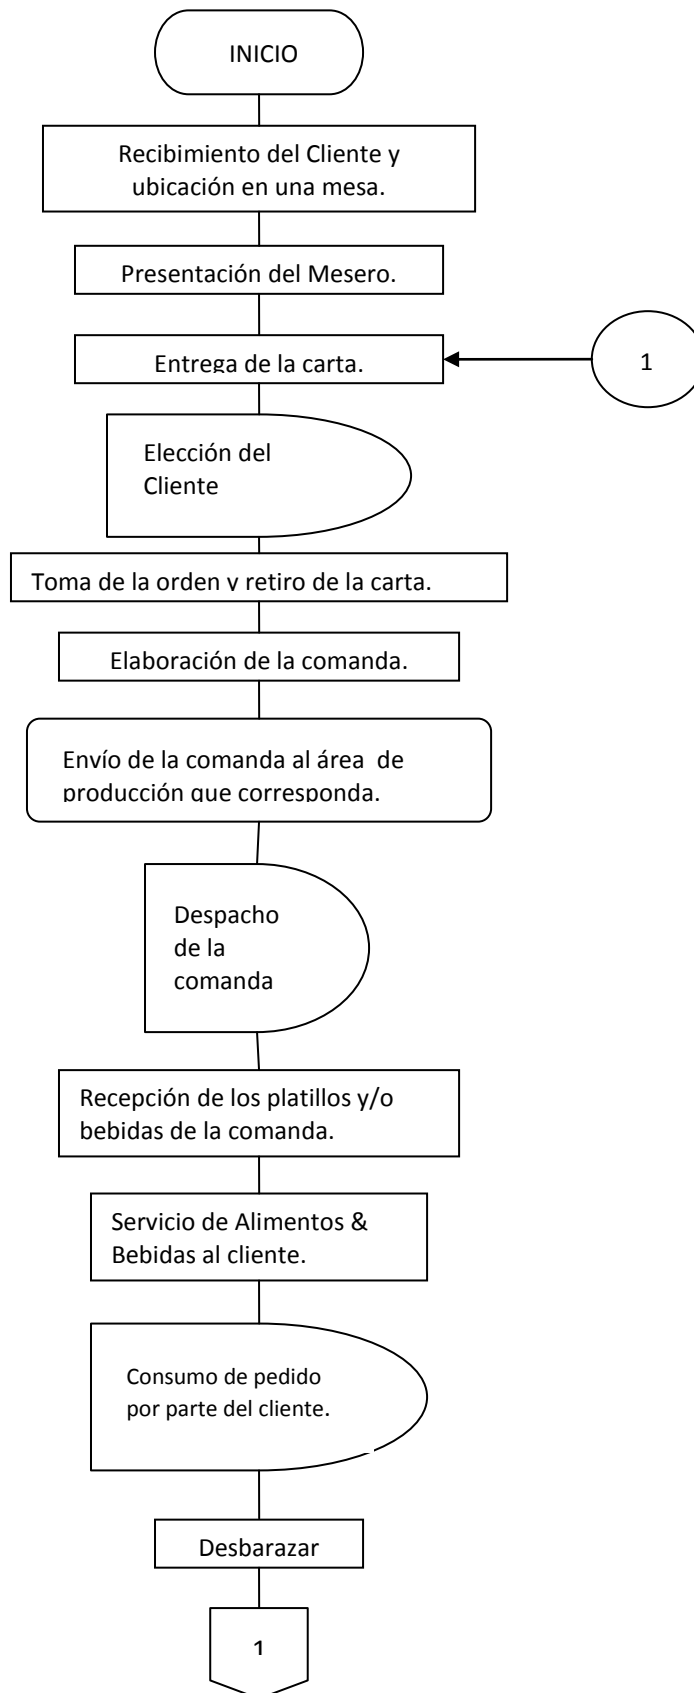 INICIO
Recibimiento del Cliente y
ubicación en una mesa.
Presentación del Mesero.
Entrega de la carta.
1
Elección del
Cliente
Toma de la orden y retiro de la carta.
Elaboración de la comanda.
Envío de la comanda al área  de
producción que corresponda.
Despacho
de la
comanda
Recepción de los platillos y/o
bebidas de la comanda.
Servicio de Alimentos &
Bebidas al cliente.
Consumo de pedido
por parte del cliente.
Desbarazar
1